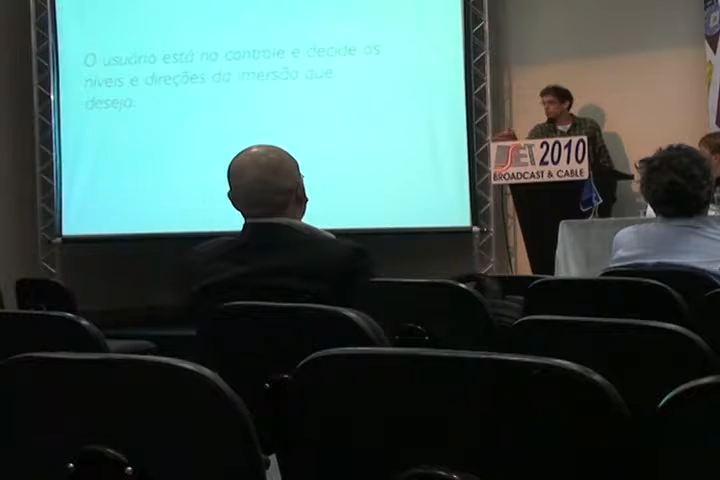 O usuário está no controle e decide os
níveis e direções da imersão que
deseja.
SET 2010
BROADCAST & CABLE